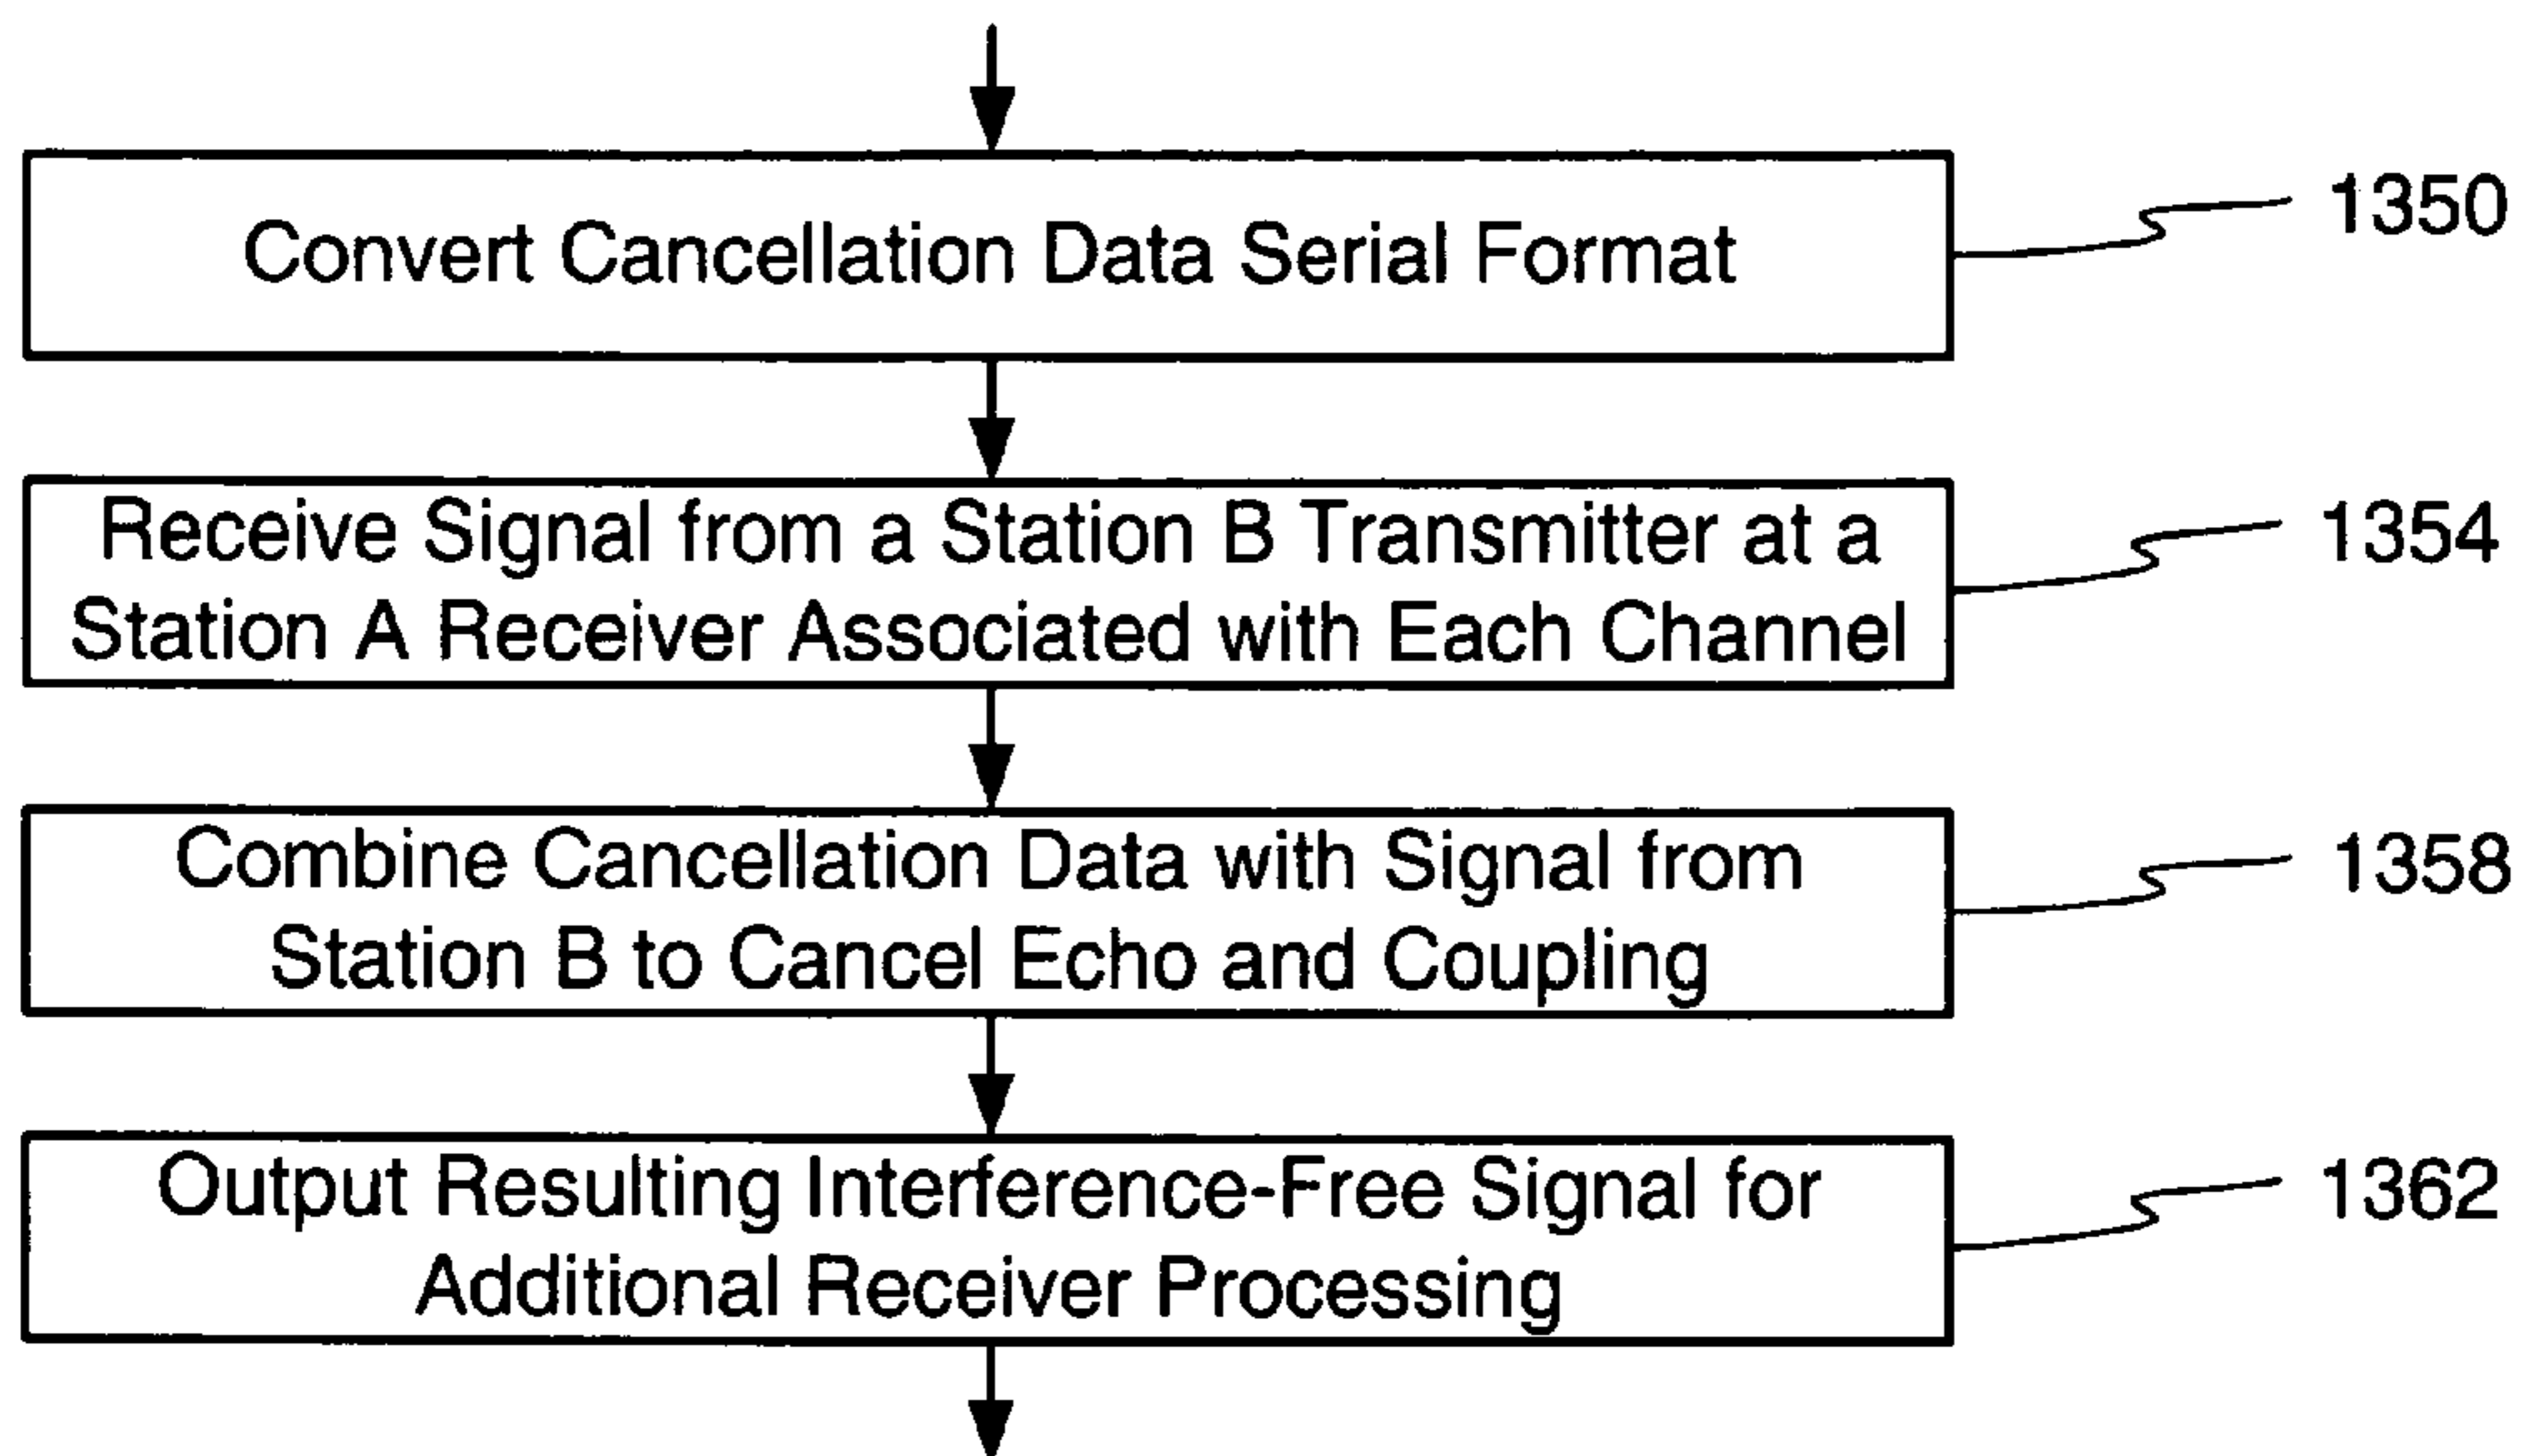 Convert Cancellation Data Serial Format
1350
Receive Signal from a Station B Transmitter at a
Station A Receiver Associated with Each Channel
1354
Combine Cancellation Data with Signal from
Station B to Cancel Echo and Coupling
1358
Output Resulting Interference-Free Signal for
Additional Receiver Processing
1362